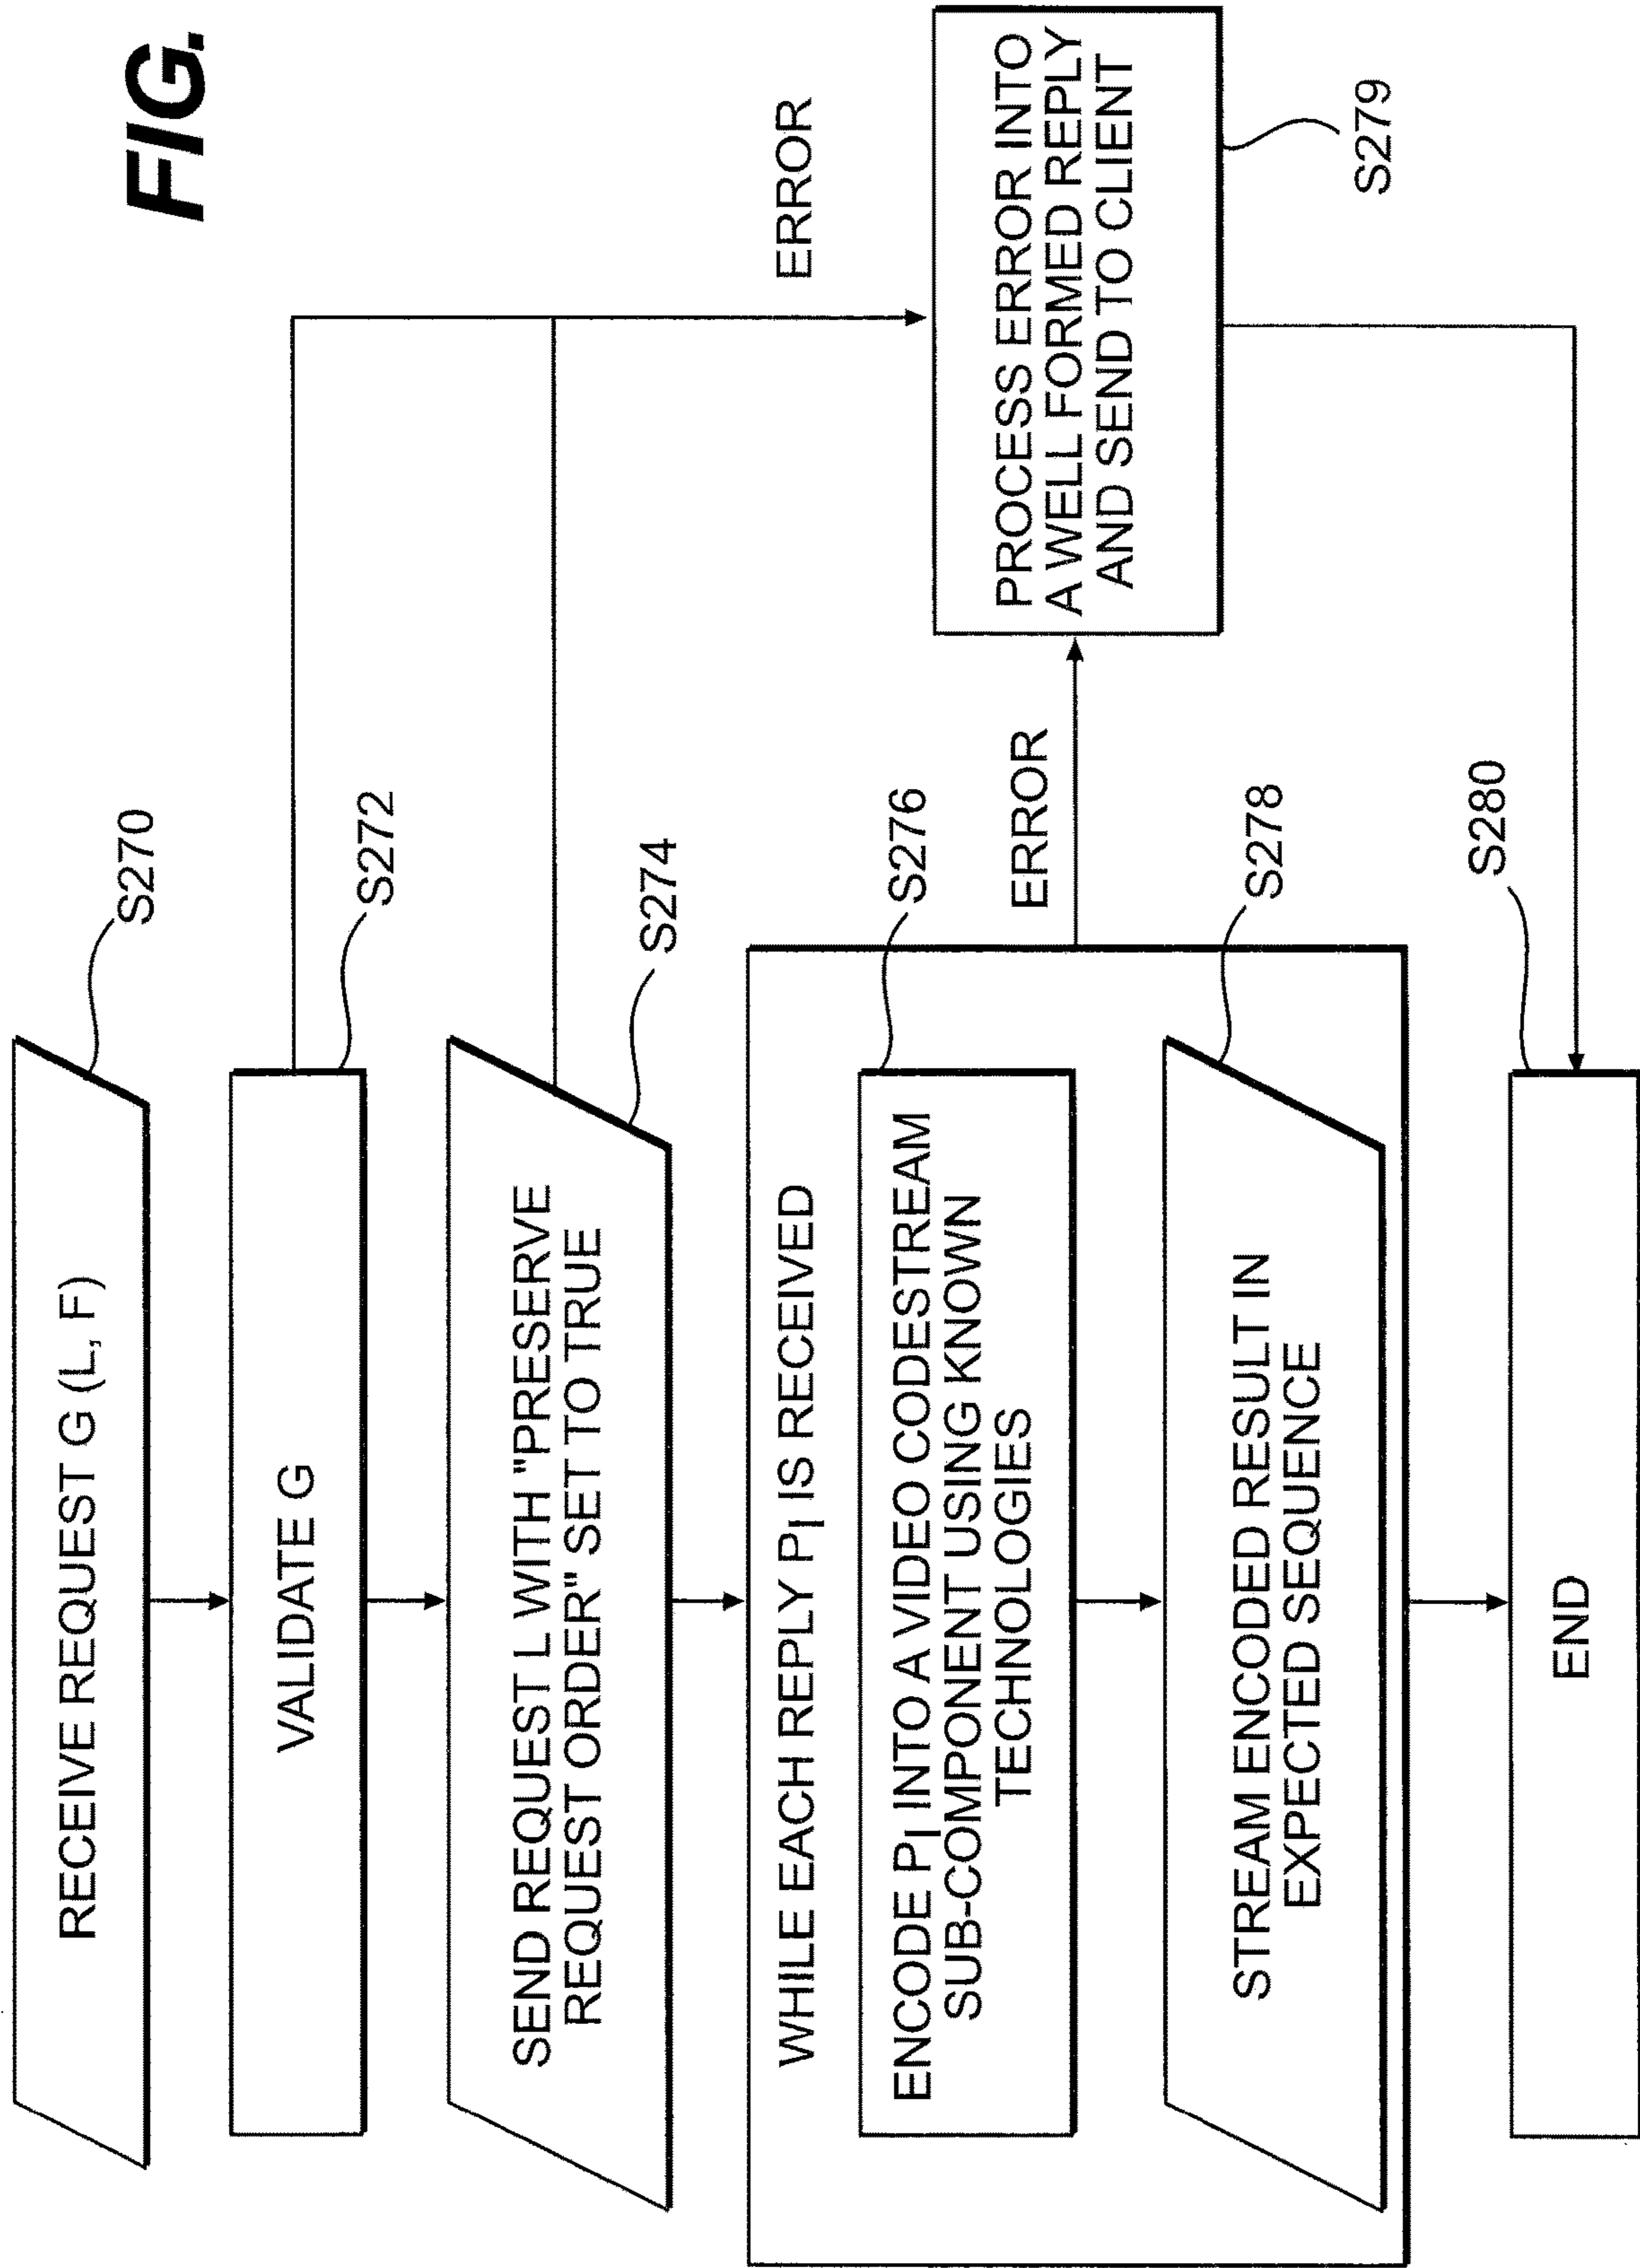 FIG.
RECEIVE REQUEST G (L, F)
S270
VALIDATE G
S272
SEND REQUEST L WITH "PRESERVE
REQUEST ORDER" SET TO TRUE
S274
ERROR
WHILE EACH REPLY PI IS RECEIVED
ENCODE PI INTO A VIDEO CODESTREAM
SUB-COMPONENT USING KNOWN
TECHNOLOGIES
S276
ERROR
PROCESS ERROR INTO
A WELL FORMED REPLY
AND SEND TO CLIENT
S279
STREAM ENCODED RESULT IN
EXPECTED SEQUENCE
S278
END
S280